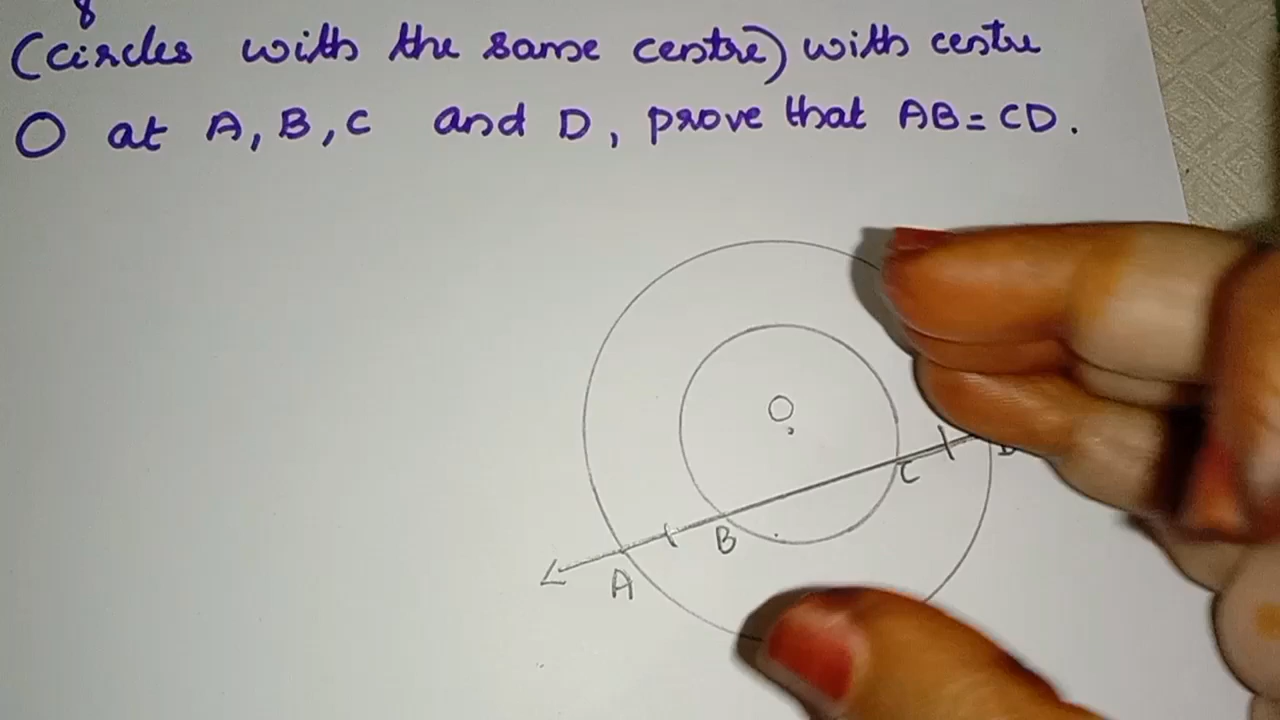 (circles with the same centre) with centre
O at A, B, C and D, prove that AB = CD.
O
C
D
B
A